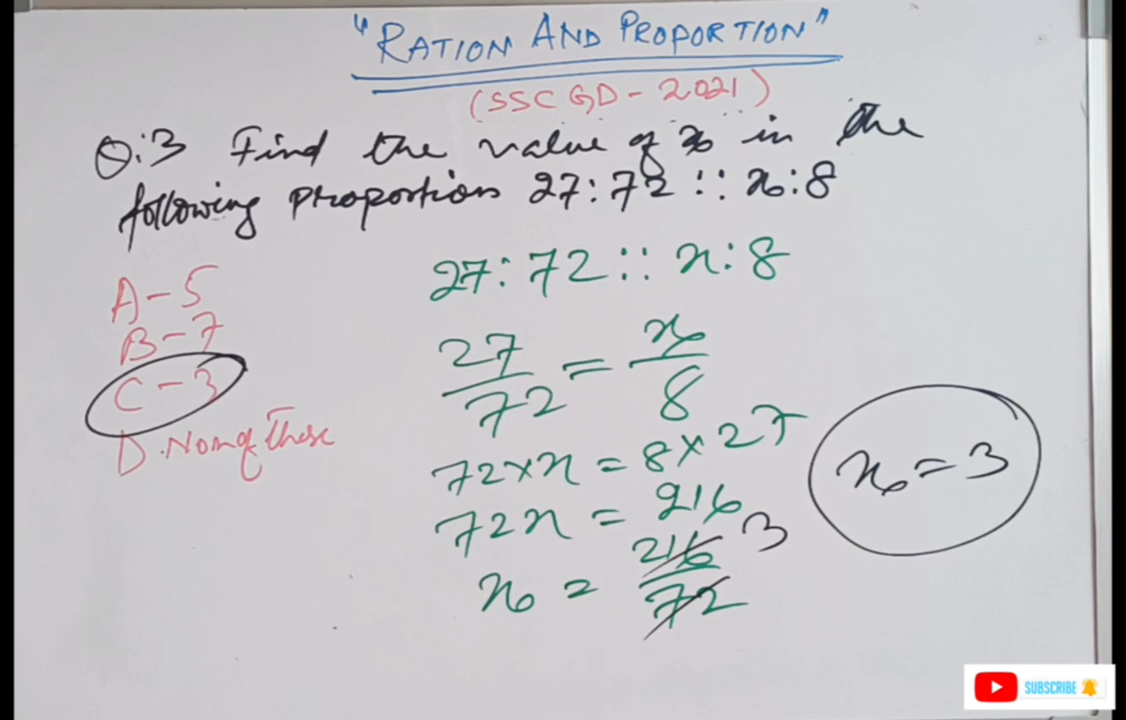 "RATION AND PROPORTION"
(SSC GD - 2021)
Q:3 Find the value of x in the
following proportion 27:72 :: x:8
27:72 :: x:8
A - 5
B - 7
C - 3
D. Non of These
27/72 = x/8
72×x = 8×27
72x = 216
x = 216/72 3
x = 3
SUBSCRIBE